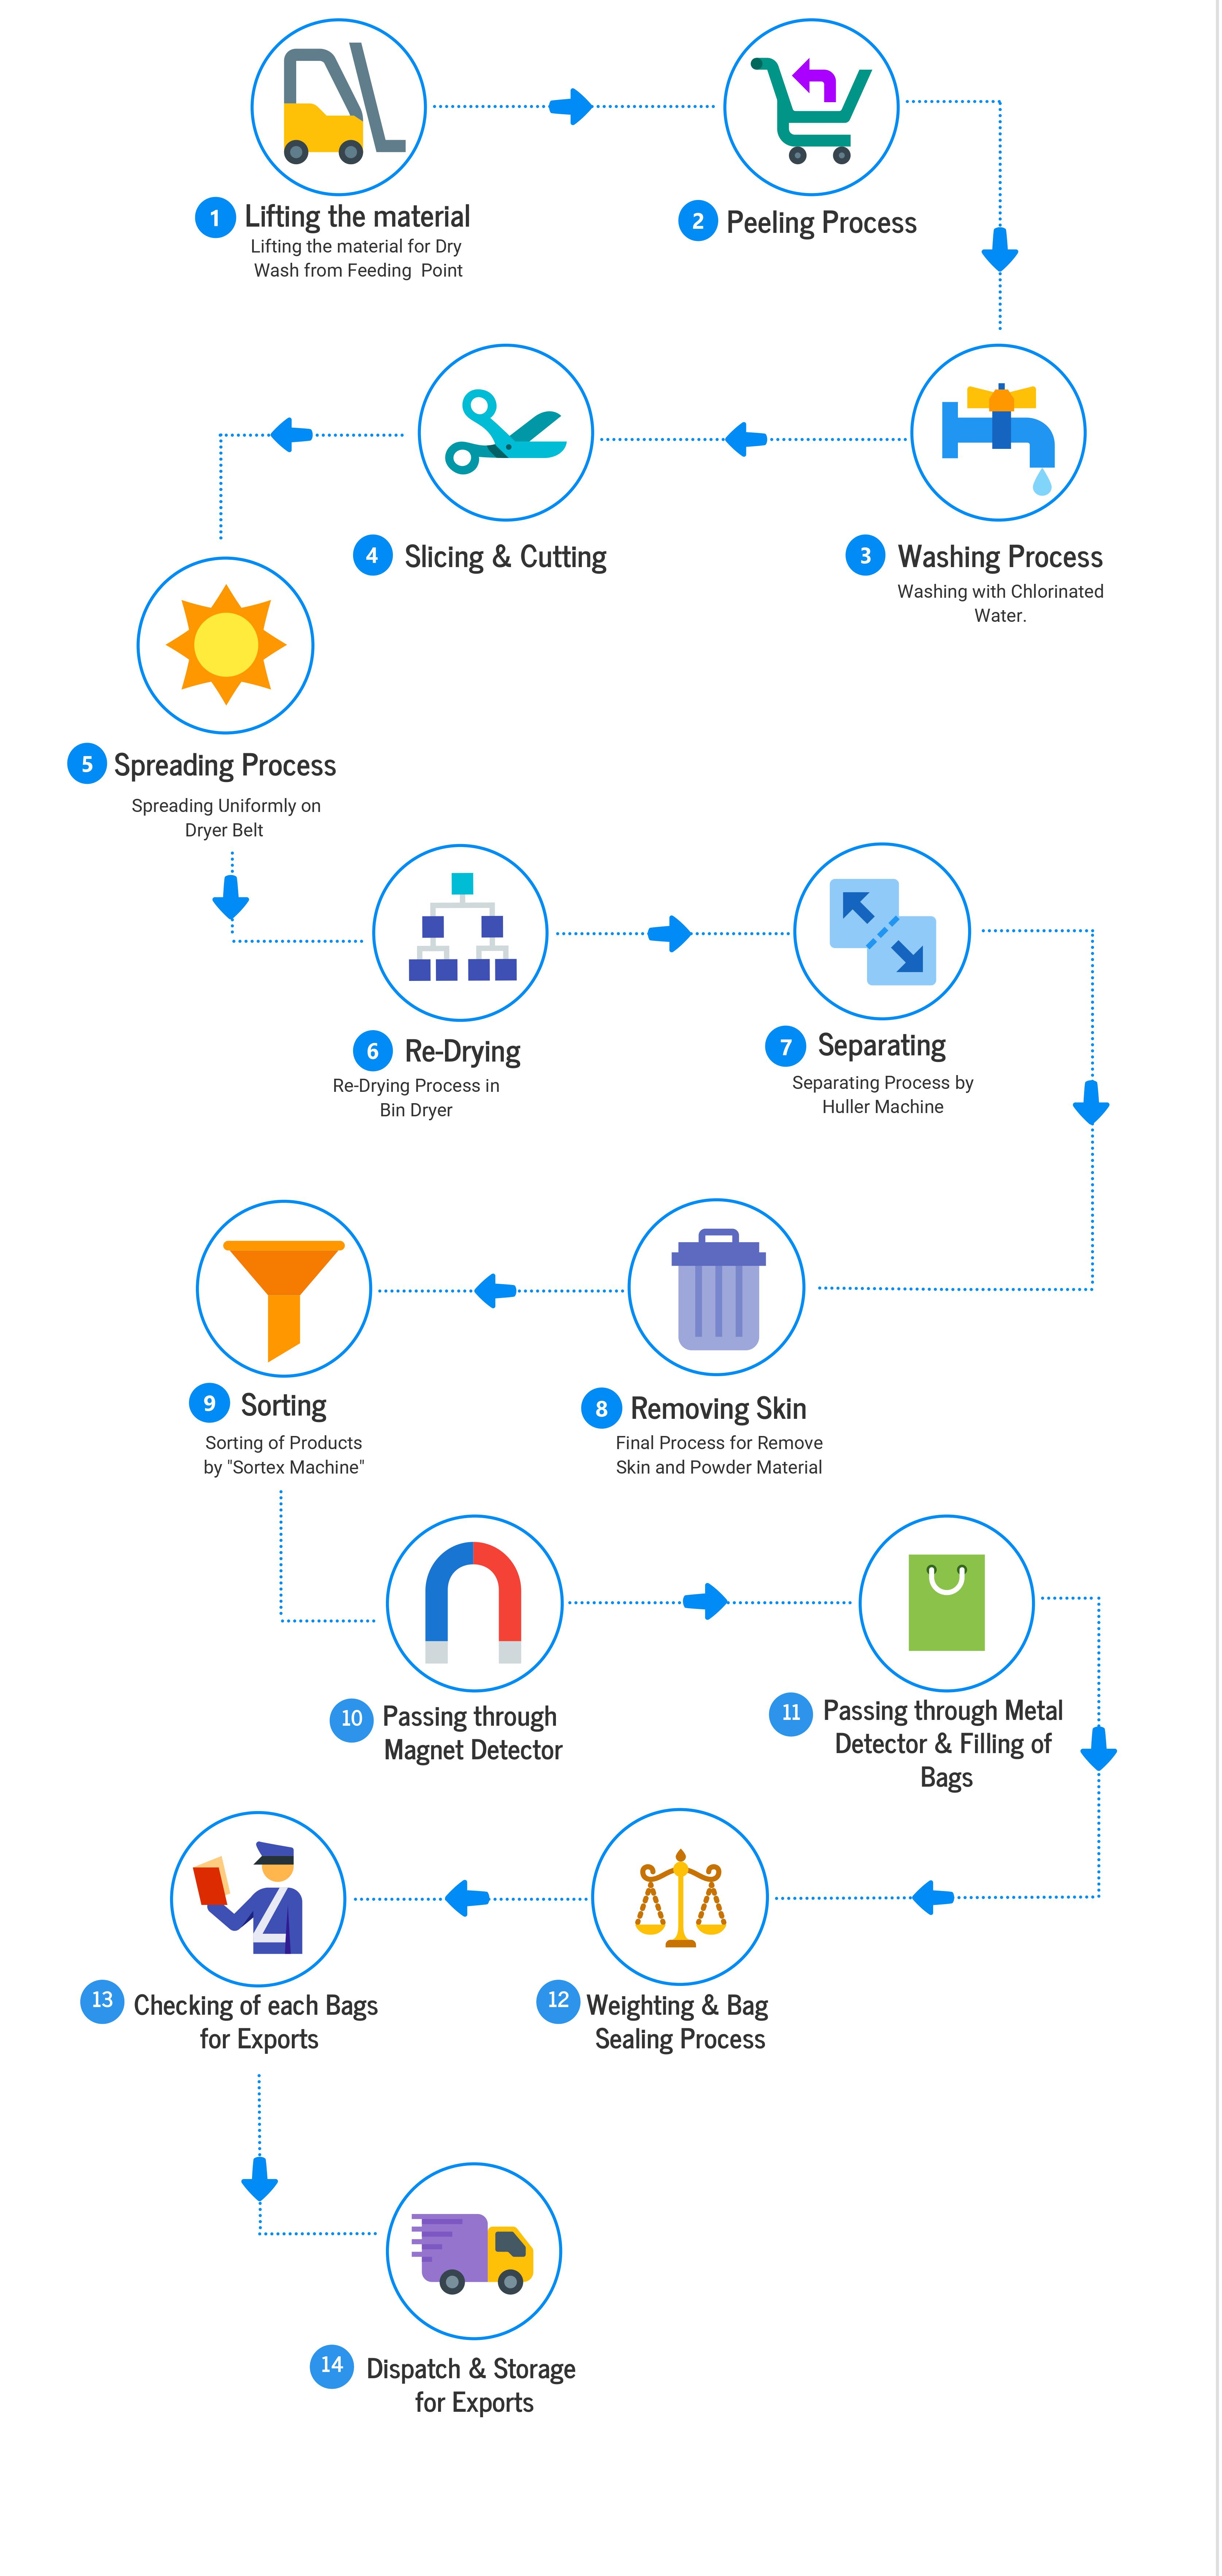 1 Lifting the material
Lifting the material for Dry
Wash from Feeding Point
2 Peeling Process
3 Washing Process
Washing with Chlorinated
Water.
4 Slicing & Cutting
5 Spreading Process
Spreading Uniformly on
Dryer Belt
6 Re-Drying
Re-Drying Process in
Bin Dryer
7 Separating
Separating Process by
Huller Machine
8 Removing Skin
Final Process for Remove
Skin and Powder Material
9 Sorting
Sorting of Products
by "Sortex Machine"
10 Passing through
Magnet Detector
11 Passing through Metal
Detector & Filling of
Bags
12 Weighting & Bag
Sealing Process
13 Checking of each Bags
for Exports
14 Dispatch & Storage
for Exports